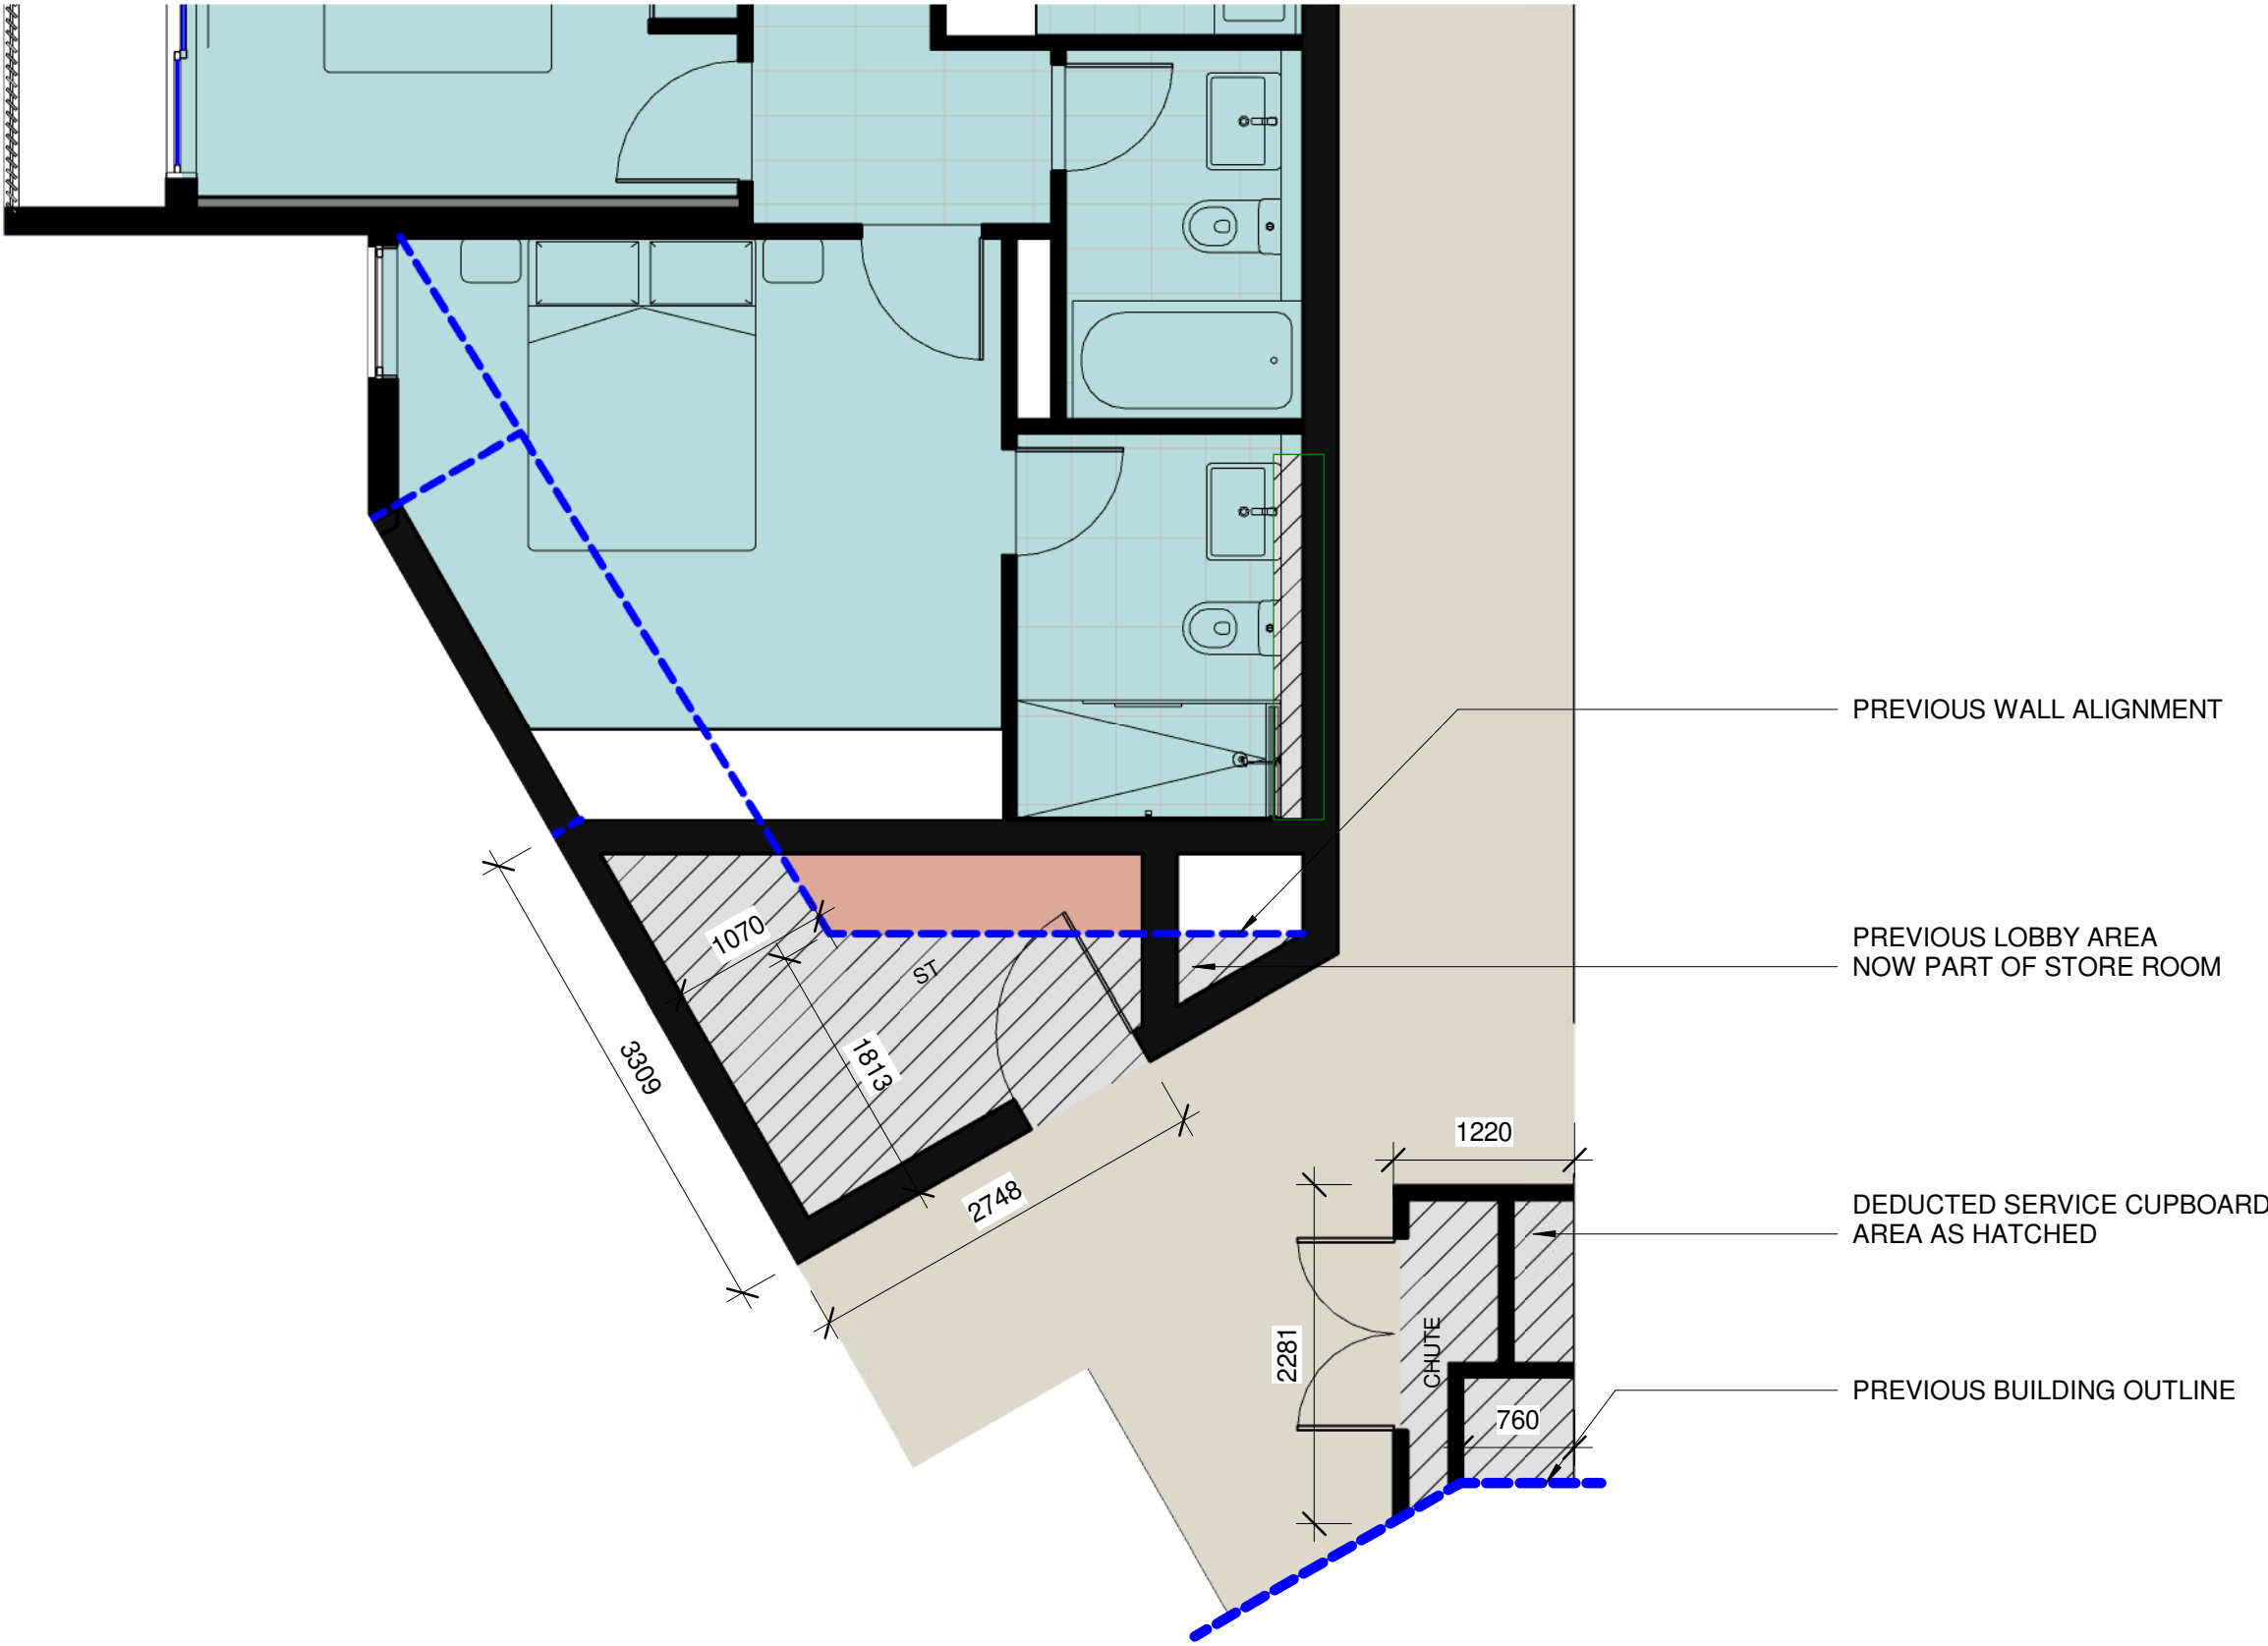 PREVIOUS WALL ALIGNMENT
1070
ST
PREVIOUS LOBBY AREA
NOW PART OF STORE ROOM
3309
1813
2748
1220
DEDUCTED SERVICE CUPBOARD
AREA AS HATCHED
2281
CHUTE
PREVIOUS BUILDING OUTLINE
760